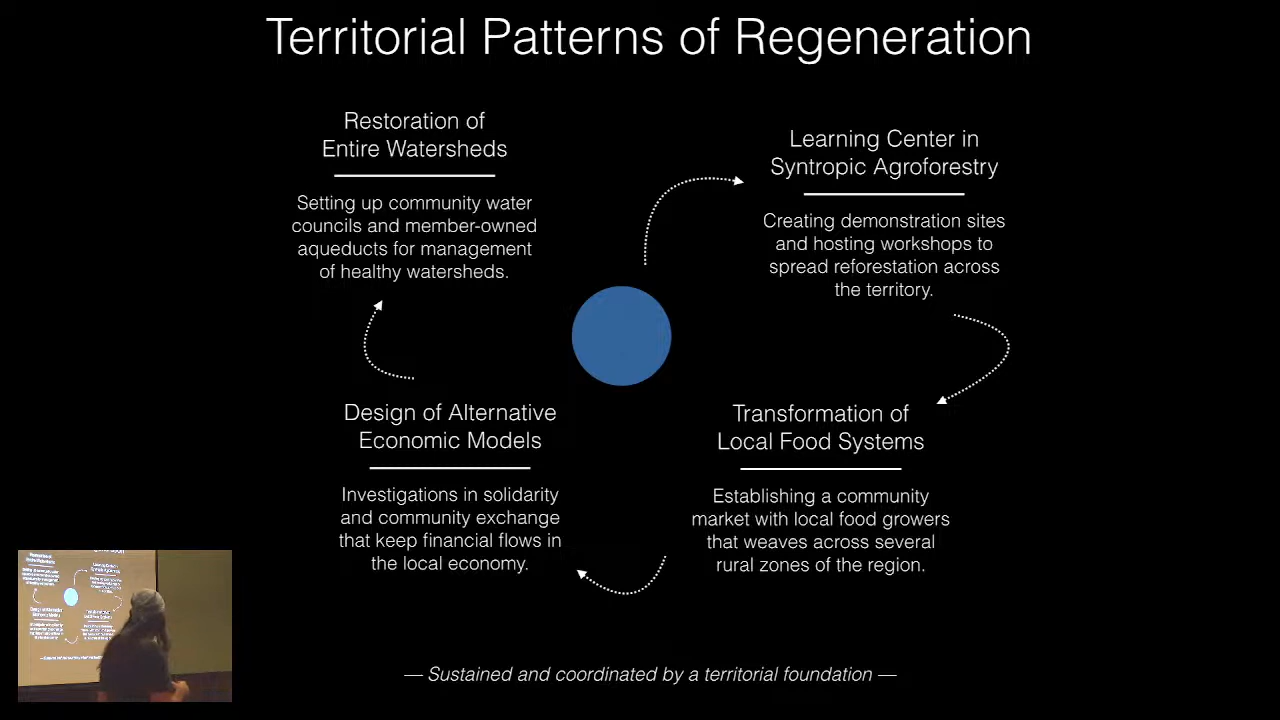 Territorial Patterns of Regeneration
Restoration of
Entire Watersheds
Setting up community water
councils and member-owned
aqueducts for management
of healthy watersheds.
Learning Center in
Syntropic Agroforestry
Creating demonstration sites
and hosting workshops to
spread reforestation across
the territory.
Transformation of
Local Food Systems
Establishing a community
market with local food growers
that weaves across several
rural zones of the region.
Design of Alternative
Economic Models
Investigations in solidarity
and community exchange
that keep financial flows in
the local economy.
— Sustained and coordinated by a territorial foundation —